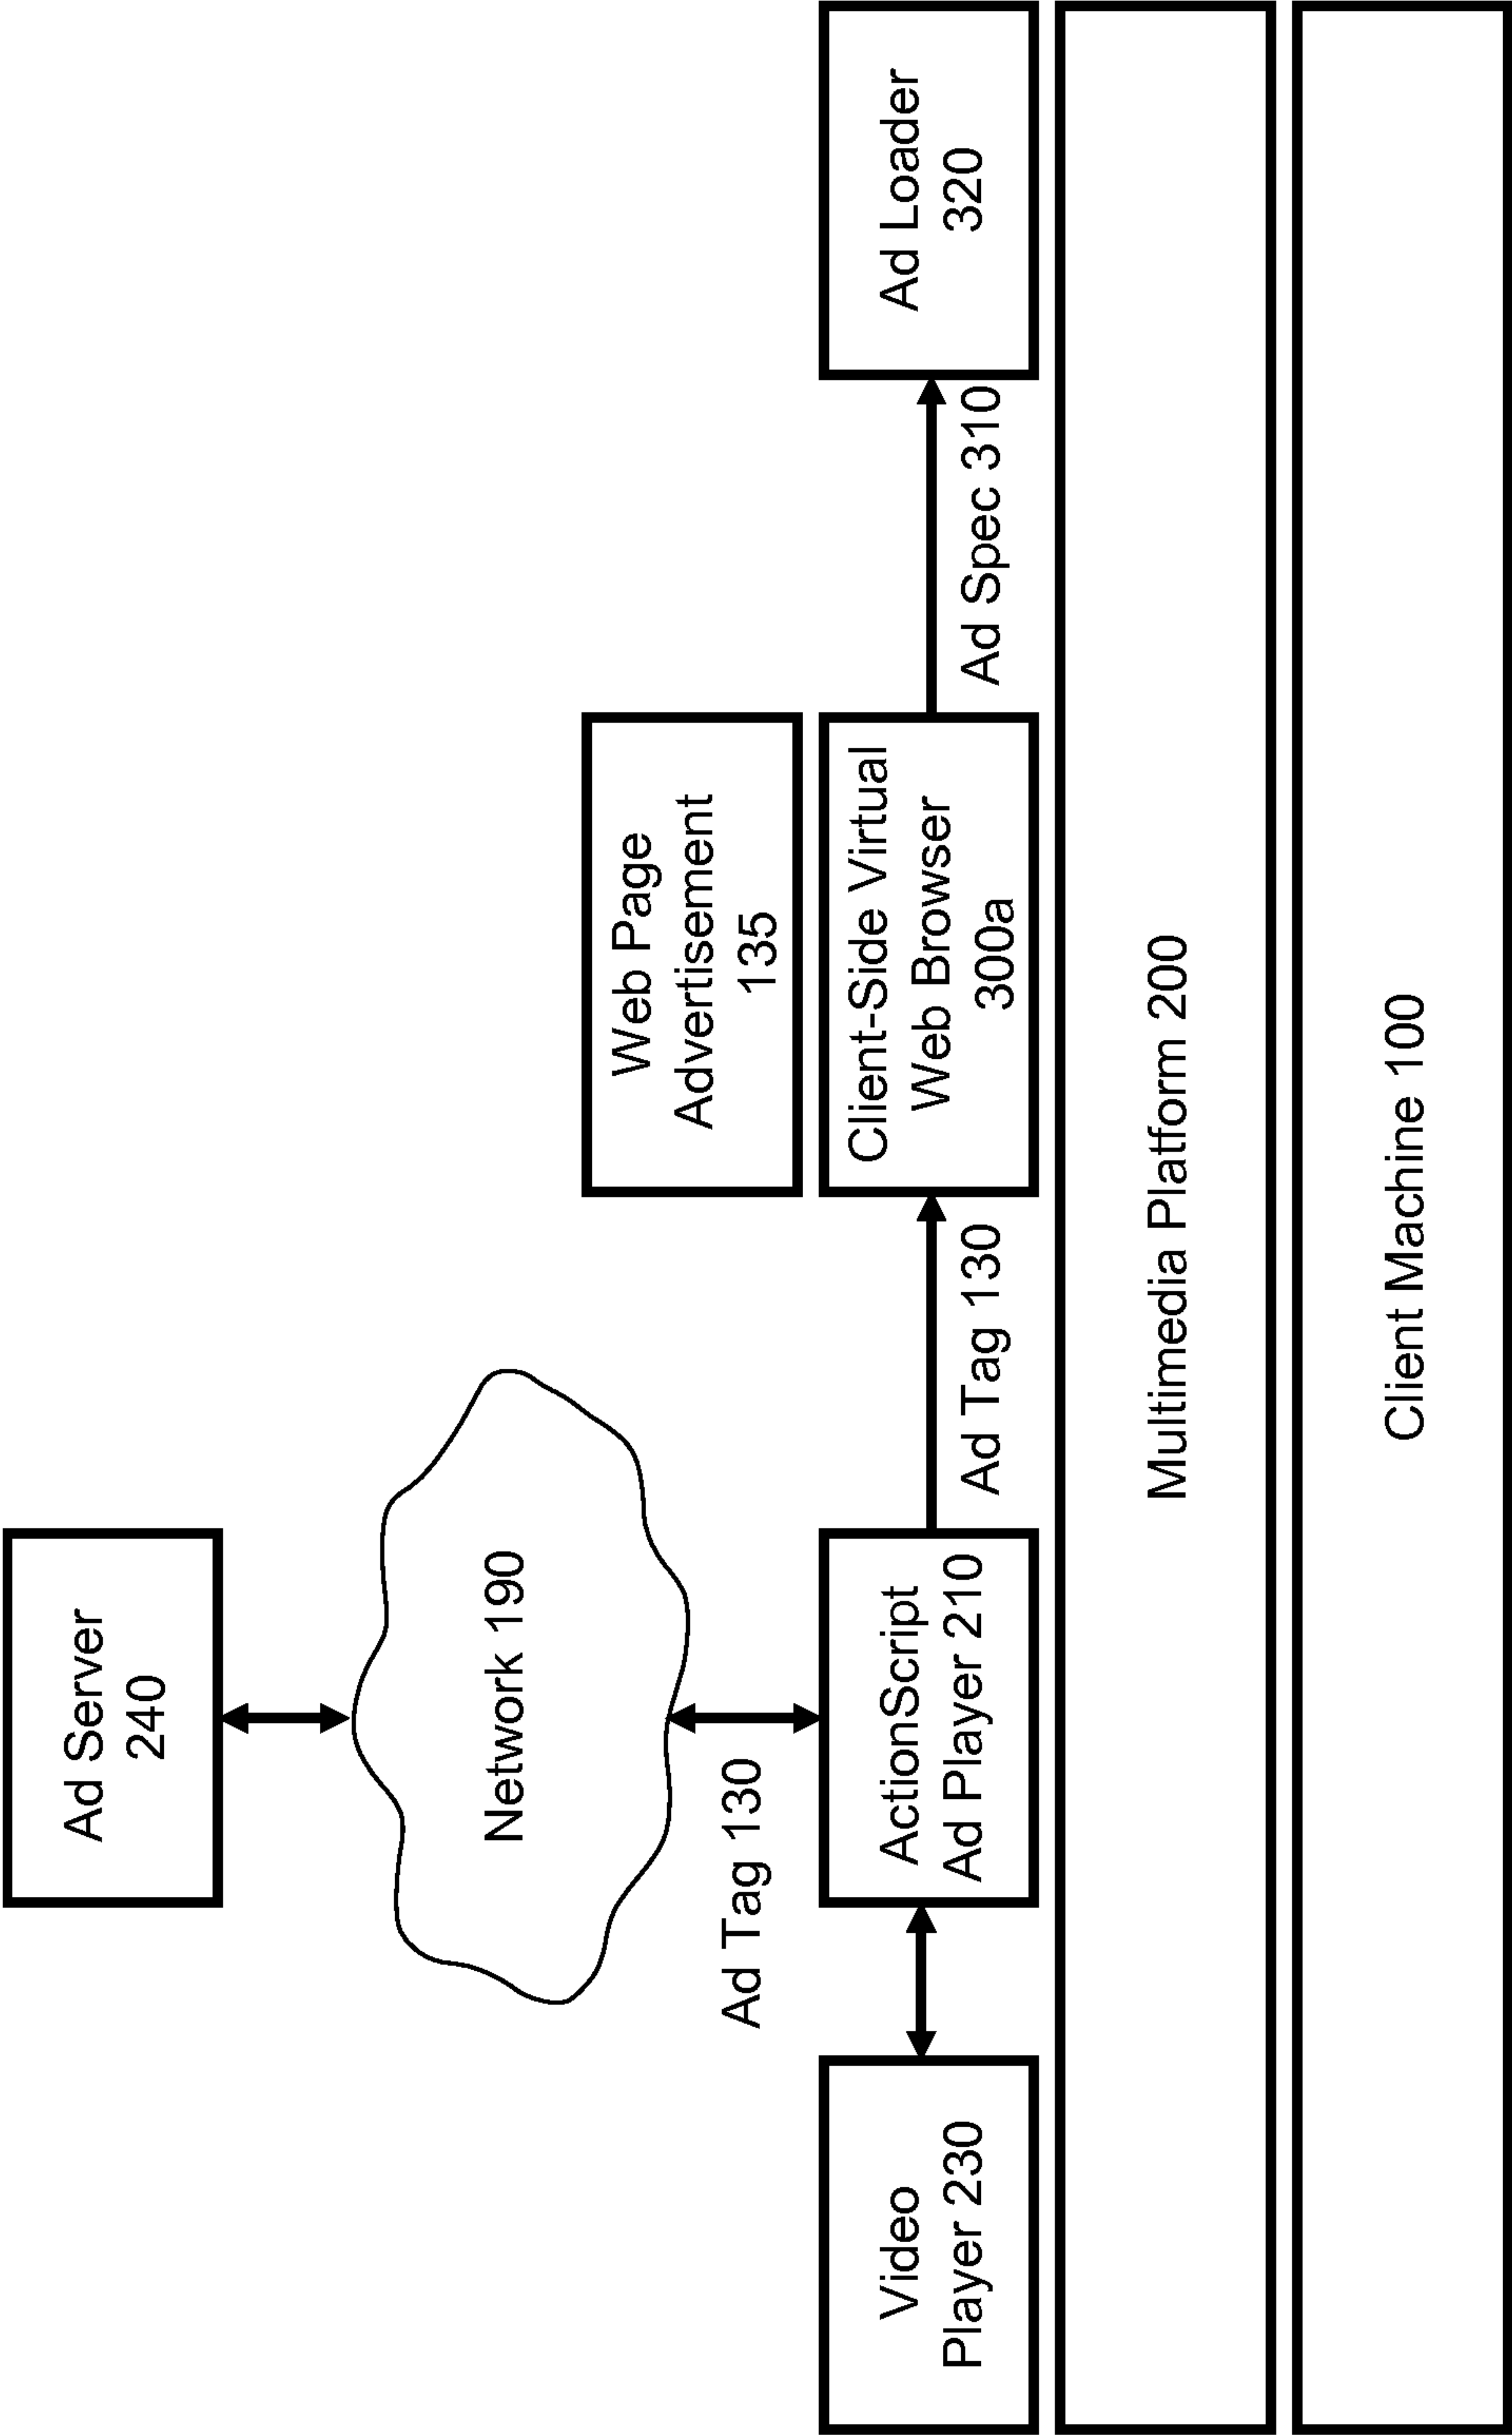 Ad Server
240
Network 190
Ad Tag 130
Web Page
Advertisement
135
Video
Player 230
ActionScript
Ad Player 210
Ad Tag 130
Client-Side Virtual
Web Browser
300a
Ad Spec 310
Ad Loader
320
Multimedia Platform 200
Client Machine 100